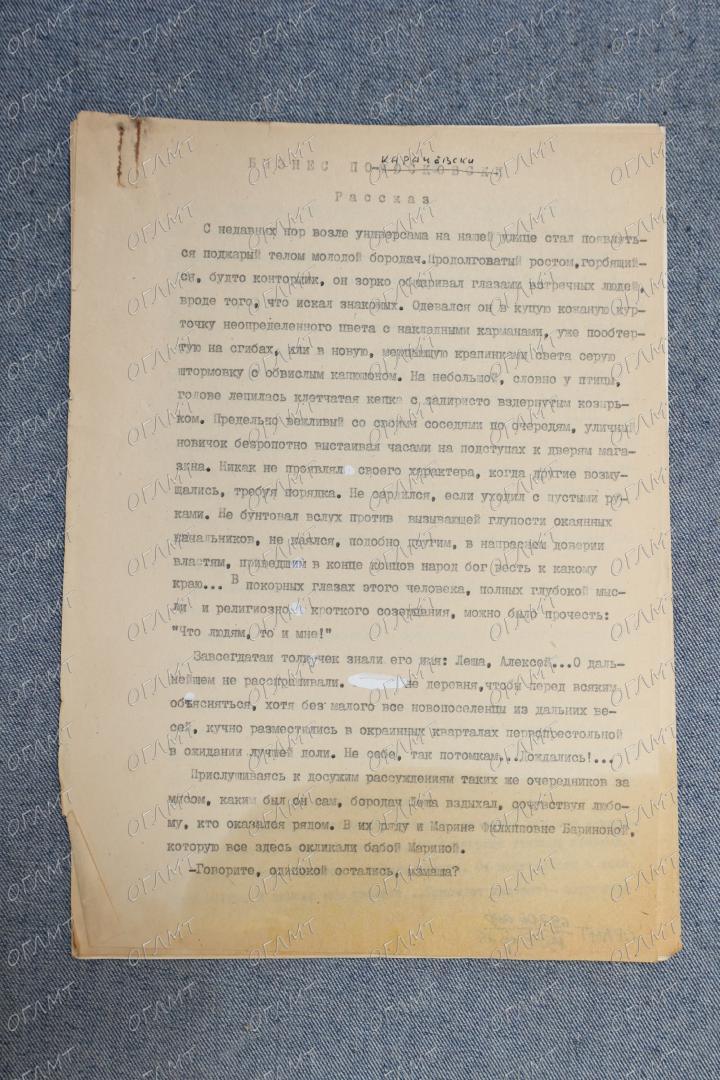 карачевски
БИЗНЕС ПО-МОСКОВСКИ
Рассказ
С недавних пор возле универсама на нашей улице стал появлять-
ся поджарый телом молодой бородач.Продолговатый ростом,горбящий-
ся, будто конторщик, он зорко обшаривал глазами встречных людей,
вроде того, что искал знакомых. Одевался он в куцую кожаную кур-
точку неопределенного цвета с накладными карманами, уже пообтер-
тую на сгибах, или в новую, мерцающую крапинками света серую
штормовку с обвислым капюшоном. На небольшой, словно у птицы,
голове лепилась клетчатая кепка с задиристо вздернутым козырь-
ком. Предельно вежливый со своими соседями по очередям, уличный
новичок безропотно выстаивал часами на подступах к дверям мага-
зина. Никак не проявлял своего характера, когда другие возму-
щались, требуя порядка. Не сердился, если уходил с пустыми ру-
ками. Не бунтовал вслух против вызывающей глупости окаянных
начальников, не каялся, подобно другим, в напрасном доверии
властям, приведшим в конце концов народ бог весть к какому
краю... В покорных глазах этого человека, полных глубокой мыс-
ли и религиозно кроткого созерцания, можно было прочесть:
"Что людям, то и мне!"
Завсегдатаи толкучек знали его имя: Леша, Алексей...О даль-
нейшем не расспрашивали. не деревня,чтобы перед всяким
объясняться, хотя без малого все новопоселенцы из дальних ве-
сей, кучно разместились в окраинных кварталах первопрестольной
в ожидании лучшей доли. Не себе, так потомкам...Дождались!...
Прислушиваясь к досужим рассуждениям таких же очередников за
мясом, каким был он сам, бородач Леша вздыхал, сочувствуя любо-
му, кто оказался рядом. В их ряду и Марине Филипповне Бариновой,
которую все здесь окликали бабой Мариной.
-Говорите, одинокой остались, мамаша?
ОГЛМТ